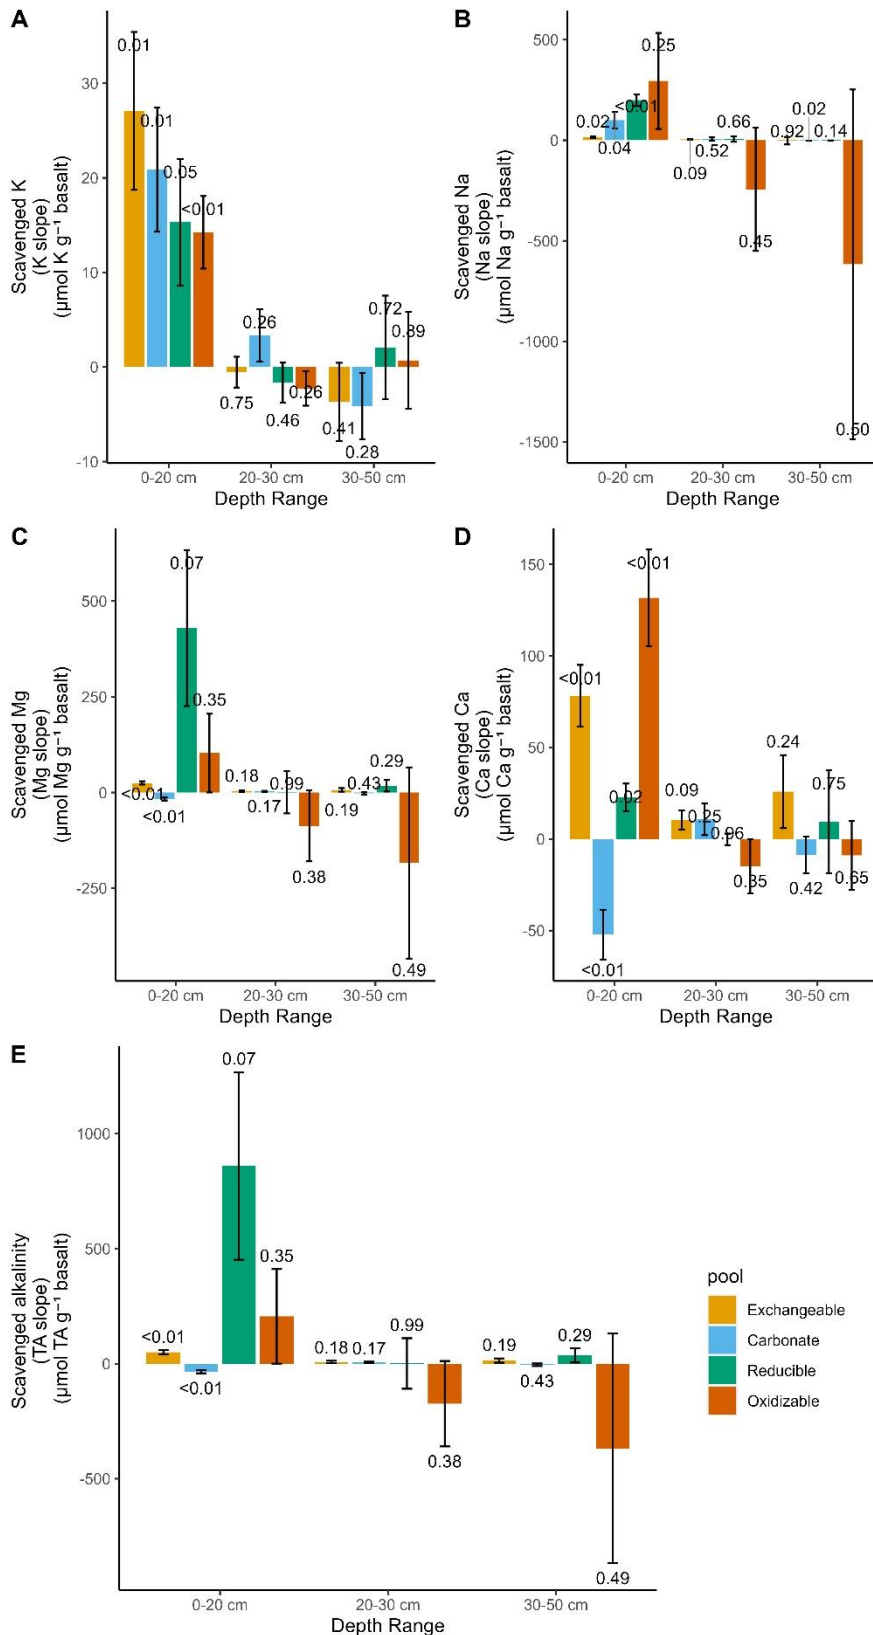 A
Scavenged K
(K slope)
(µmol K g⁻¹ basalt)
30
20
10
0
-10
0.01
0.01
0.05
<0.01
0.75
0.26
0.46
0.26
0.41
0.28
0.72
0.89
0-20 cm
20-30 cm
30-50 cm
Depth Range
B
Scavenged Na
(Na slope)
(µmol Na g⁻¹ basalt)
500
0
-500
-1000
-1500
0.02
0.04
<0.01
0.25
0.09
0.52
0.66
0.45
0.92
0.02
0.14
0.50
0-20 cm
20-30 cm
30-50 cm
Depth Range
C
Scavenged Mg
(Mg slope)
(µmol Mg g⁻¹ basalt)
500
250
0
-250
<0.01
<0.01
0.07
0.35
0.18
0.17
0.99
0.38
0.19
0.43
0.29
0.49
0-20 cm
20-30 cm
30-50 cm
Depth Range
D
Scavenged Ca
(Ca slope)
(µmol Ca g⁻¹ basalt)
150
100
50
0
-50
<0.01
<0.01
0.02
<0.01
0.09
0.25
0.96
0.35
0.24
0.42
0.75
0.65
0-20 cm
20-30 cm
30-50 cm
Depth Range
E
Scavenged alkalinity
(TA slope)
(µmol TA g⁻¹ basalt)
1000
500
0
-500
<0.01
<0.01
0.07
0.35
0.18
0.17
0.99
0.38
0.19
0.43
0.29
0.49
0-20 cm
20-30 cm
30-50 cm
Depth Range
pool
Exchangeable
Carbonate
Reducible
Oxidizable